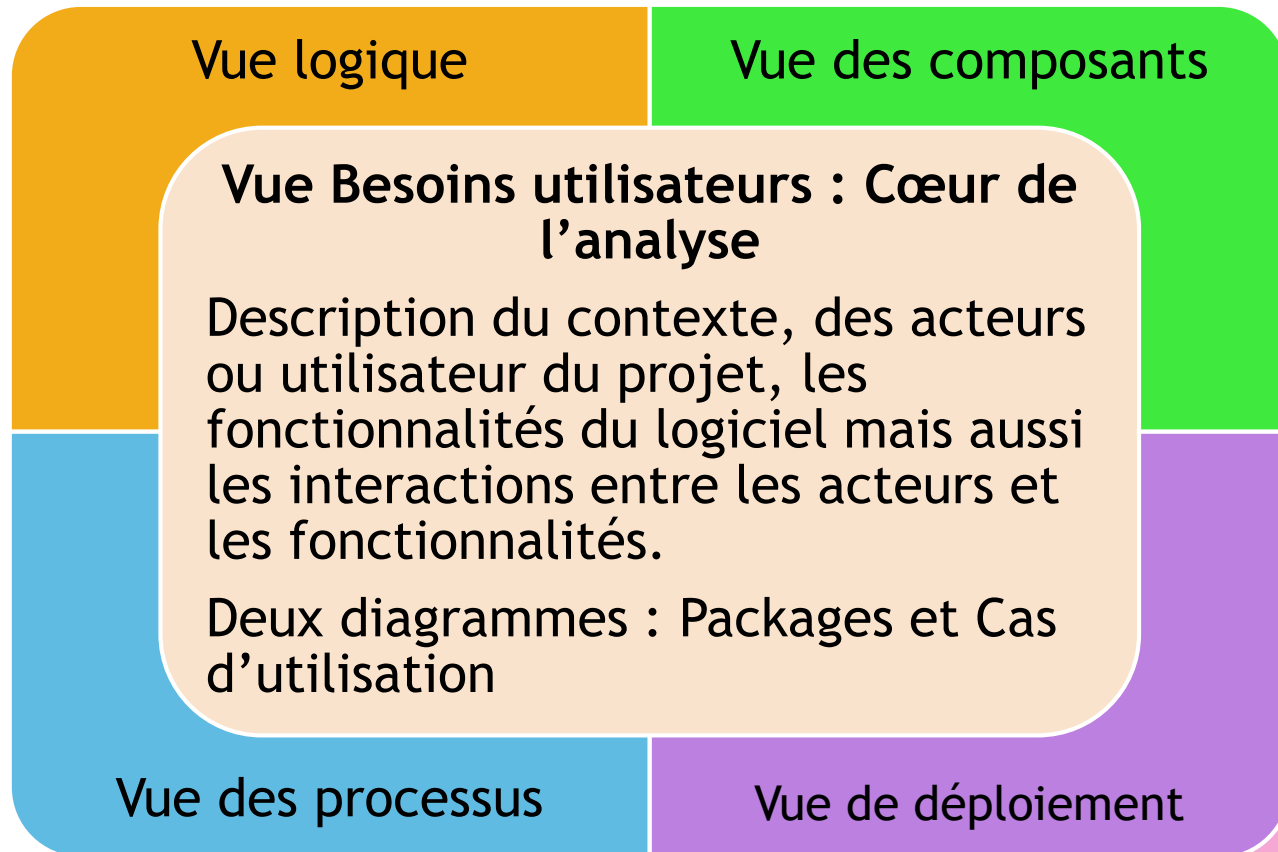 Vue logique
Vue des composants
Vue Besoins utilisateurs : Cœur de
l’analyse
Description du contexte, des acteurs
ou utilisateur du projet, les
fonctionnalités du logiciel mais aussi
les interactions entre les acteurs et
les fonctionnalités.
Deux diagrammes : Packages et Cas
d’utilisation
Vue des processus
Vue de déploiement